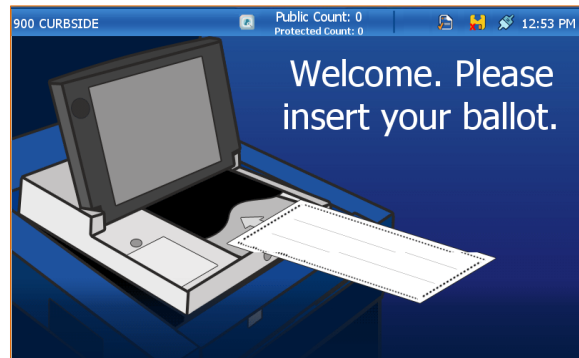 900 CURBSIDE
Public Count: 0
Protected Count: 0
12:53 PM
Welcome. Please
insert your ballot.